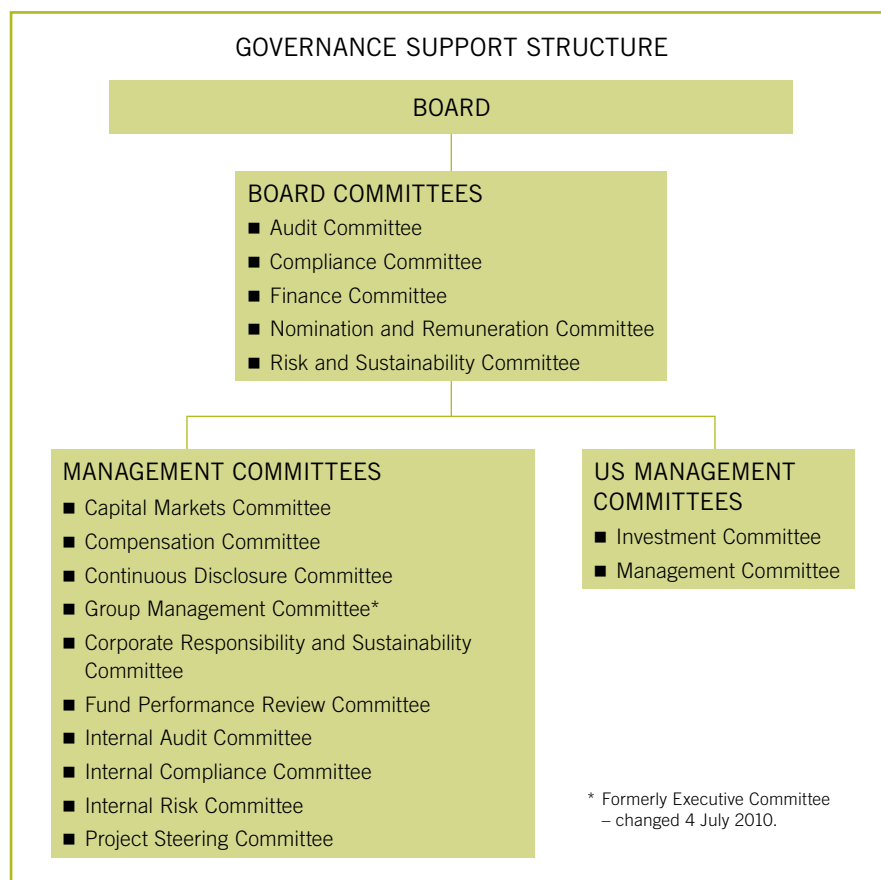 GOVERNANCE SUPPORT STRUCTURE
BOARD
BOARD COMMITTEES
■ Audit Committee
■ Compliance Committee
■ Finance Committee
■ Nomination and Remuneration Committee
■ Risk and Sustainability Committee
MANAGEMENT COMMITTEES
■ Capital Markets Committee
■ Compensation Committee
■ Continuous Disclosure Committee
■ Group Management Committee*
■ Corporate Responsibility and Sustainability
Committee
■ Fund Performance Review Committee
■ Internal Audit Committee
■ Internal Compliance Committee
■ Internal Risk Committee
■ Project Steering Committee
US MANAGEMENT
COMMITTEES
■ Investment Committee
■ Management Committee
* Formerly Executive Committee
– changed 4 July 2010.